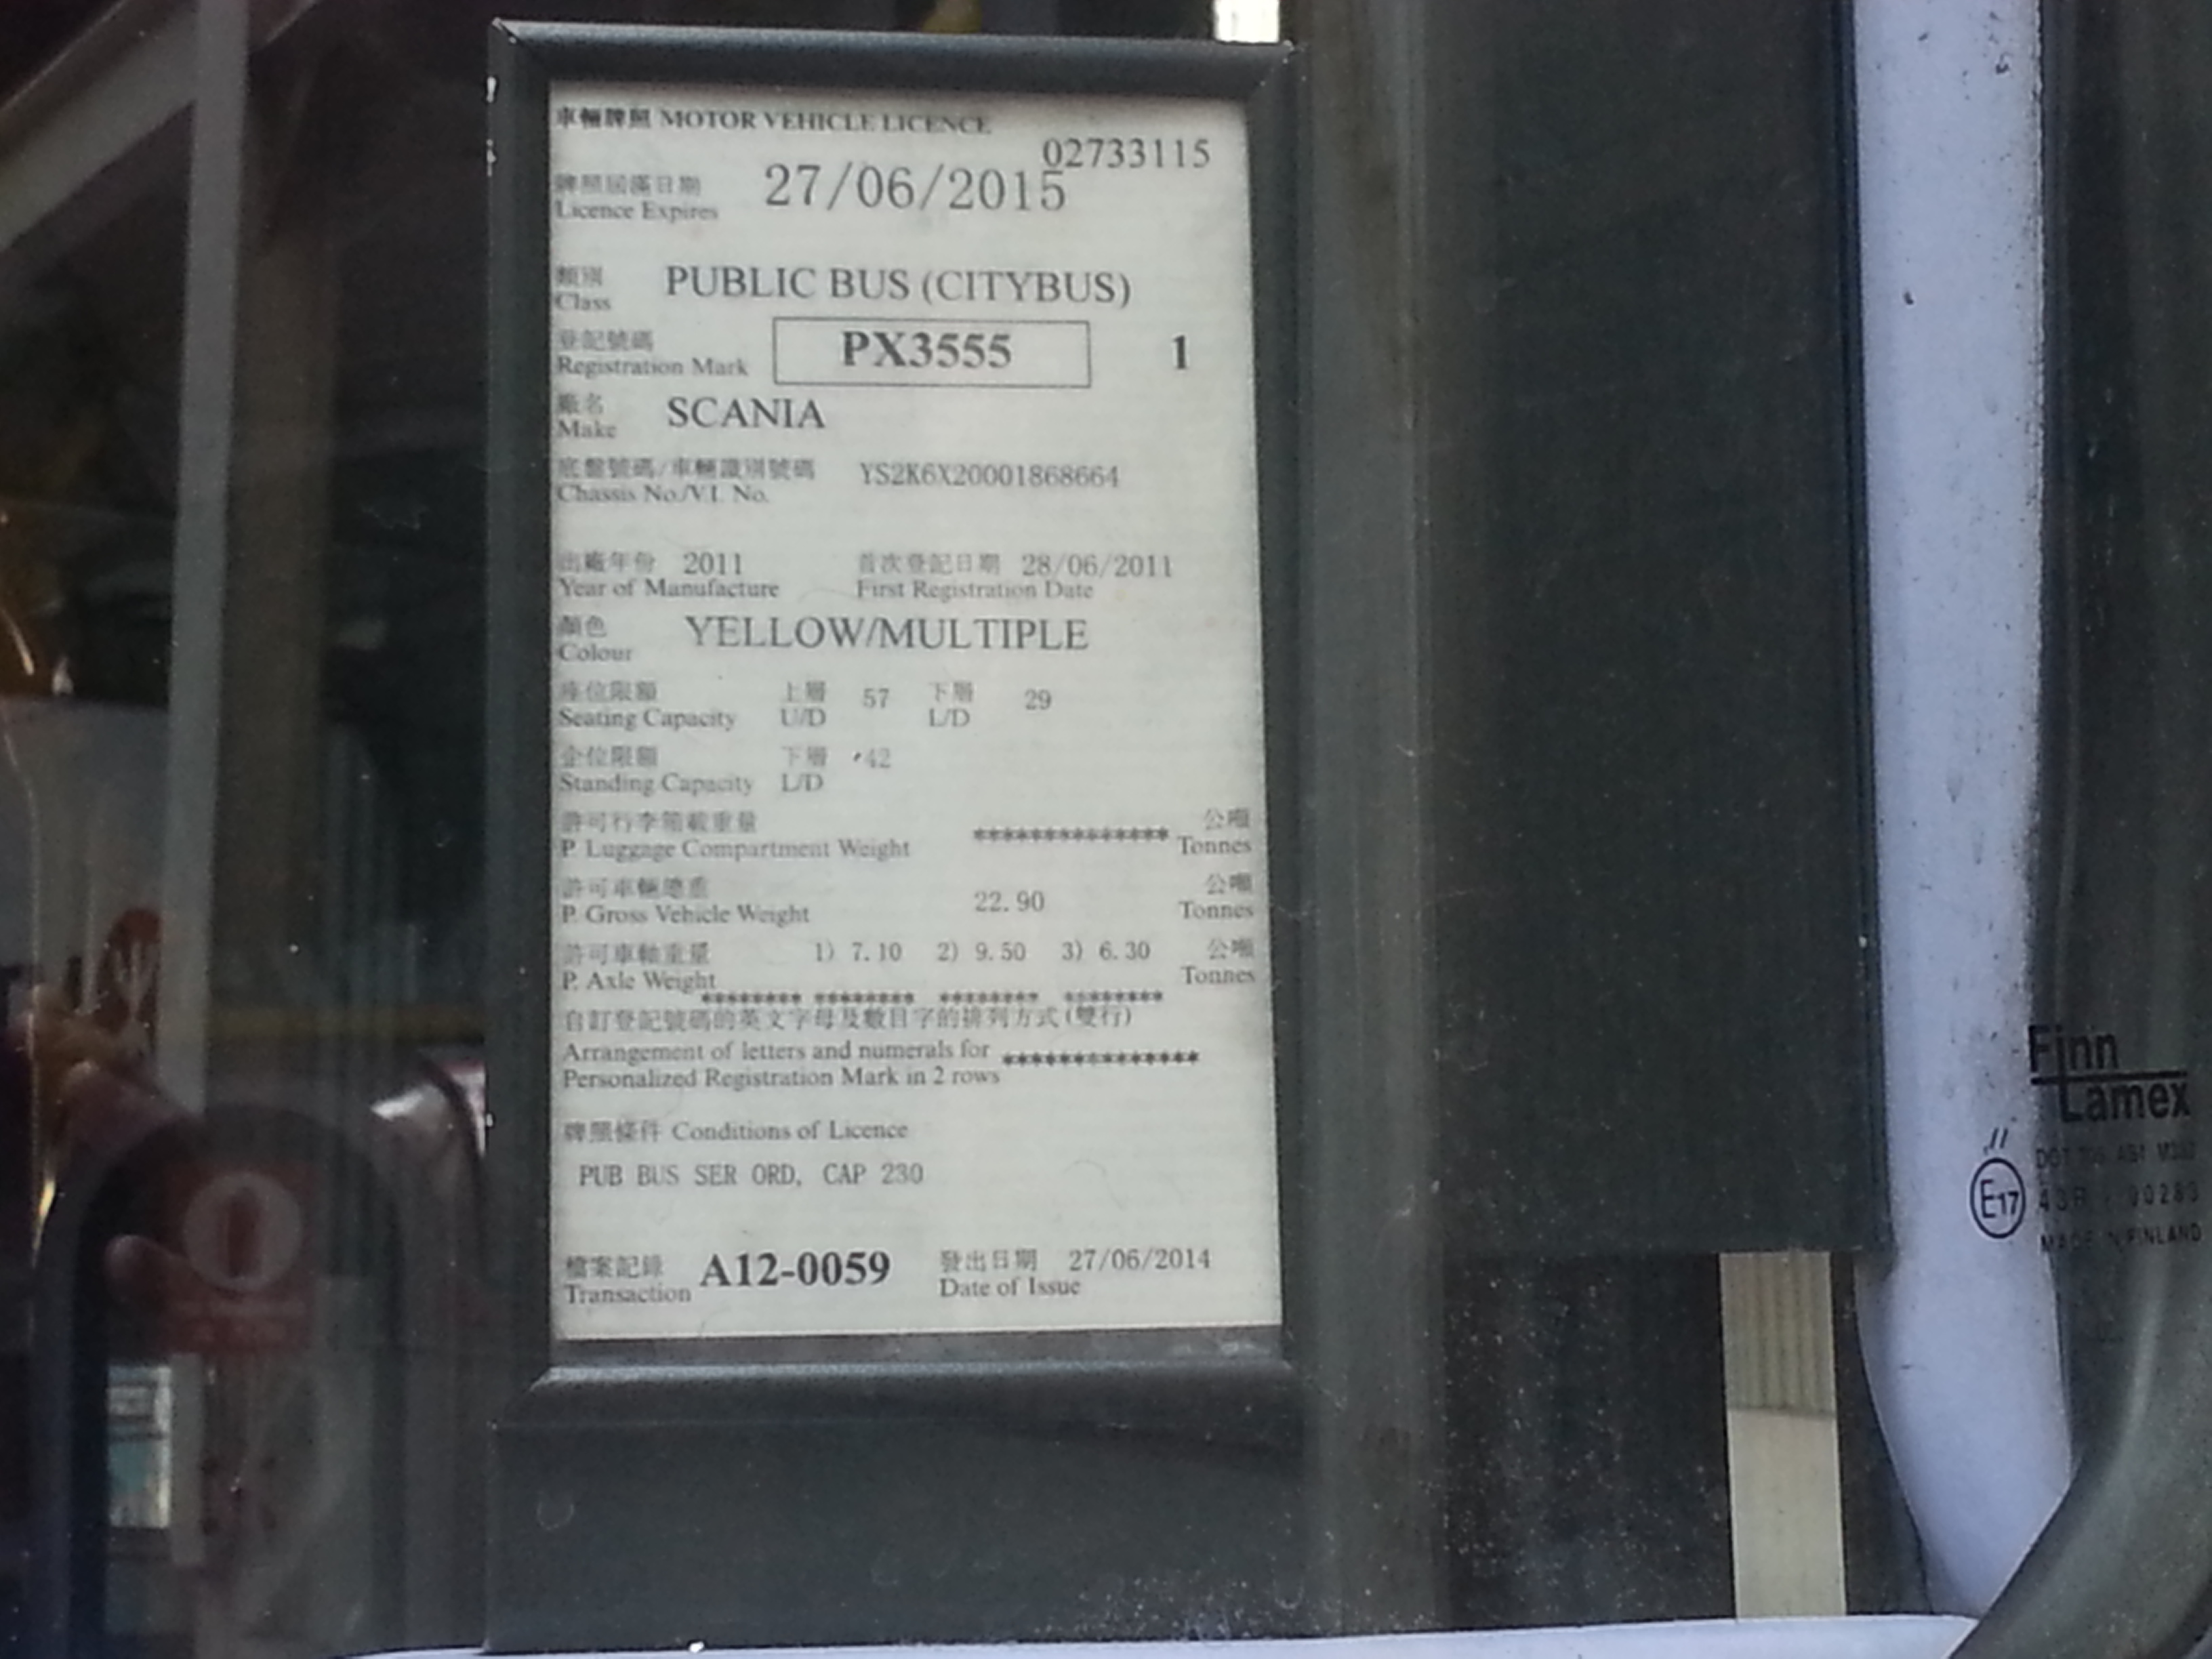 車輛牌照 MOTOR VEHICLE LICENCE
02733115
牌照屆滿日期 27/06/2015
Licence Expires
類別 PUBLIC BUS (CITYBUS)
Class
登記號碼 PX3555 1
Registration Mark
廠名 SCANIA
Make
底盤號碼/車輛識別號碼 YS2K6X20001868664
Chassis No./V.I. No.
出廠年份 2011 首次登記日期 28/06/2011
Year of Manufacture First Registration Date
顏色 YELLOW/MULTIPLE
Colour
座位限額 上層 57 下層 29
Seating Capacity U/D L/D
企位限額 下層 42
Standing Capacity L/D
許可行李箱載重量 ************** 公噸
P. Luggage Compartment Weight Tonnes
許可車輛總重 22.90 公噸
P. Gross Vehicle Weight Tonnes
許可車軸重量 1) 7.10 2) 9.50 3) 6.30 公噸
P. Axle Weight Tonnes
******** ******** ******** ********
自訂登記號碼的英文字母及數目字的排列方式(雙行)
Arrangement of letters and numerals for **************
Personalized Registration Mark in 2 rows
牌照條件 Conditions of Licence
PUB BUS SER ORD, CAP 230
檔案記錄 A12-0059 發出日期 27/06/2014
Transaction Date of Issue
Finn
Lamex
E17 43R 00283
MADE IN FINLAND